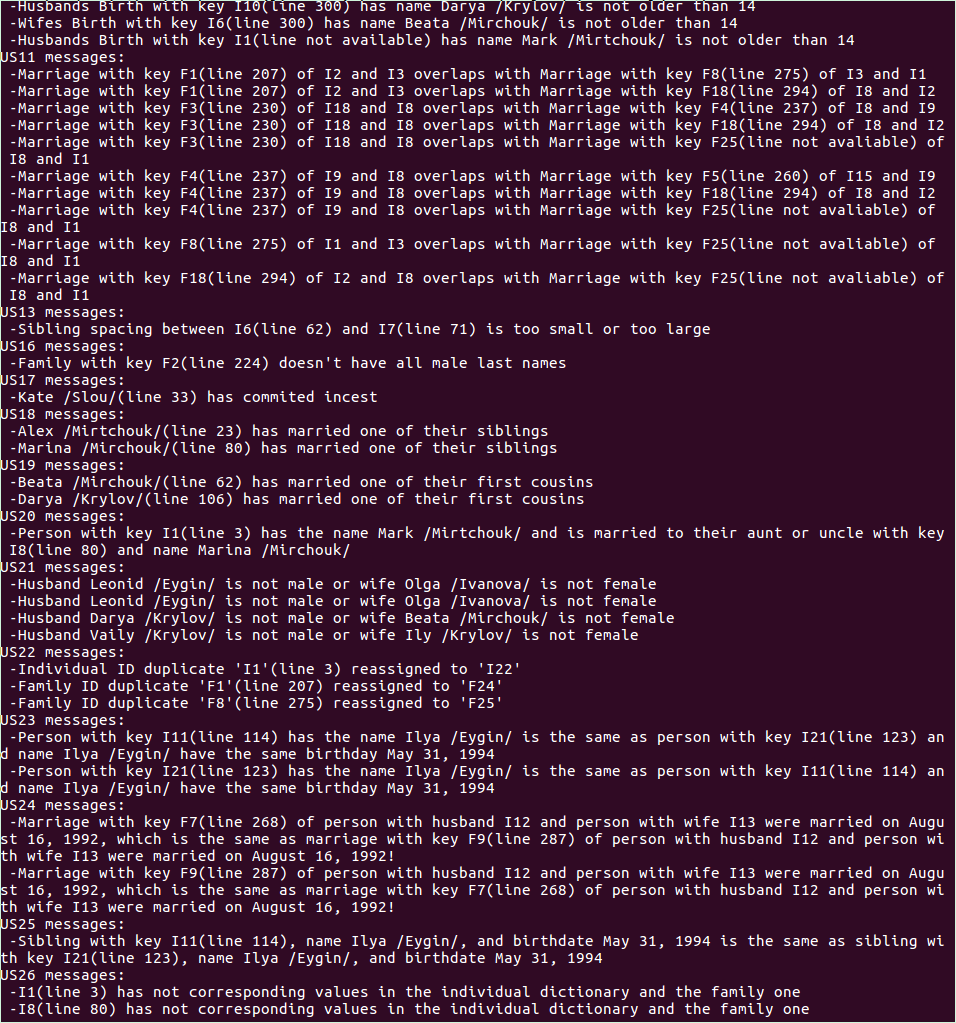 -Husbands Birth with key I10(line 300) has name Darya /Krylov/ is not older than 14
-Wifes Birth with key I6(line 300) has name Beata /Mirchouk/ is not older than 14
-Husbands Birth with key I1(line not available) has name Mark /Mirtchouk/ is not older than 14
US11 messages:
-Marriage with key F1(line 207) of I2 and I3 overlaps with Marriage with key F8(line 275) of I3 and I1
-Marriage with key F1(line 207) of I2 and I3 overlaps with Marriage with key F18(line 294) of I8 and I2
-Marriage with key F3(line 230) of I18 and I8 overlaps with Marriage with key F4(line 237) of I8 and I9
-Marriage with key F3(line 230) of I18 and I8 overlaps with Marriage with key F18(line 294) of I8 and I2
-Marriage with key F3(line 230) of I18 and I8 overlaps with Marriage with key F25(line not avaliable) of
I8 and I1
-Marriage with key F4(line 237) of I9 and I8 overlaps with Marriage with key F5(line 260) of I15 and I9
-Marriage with key F4(line 237) of I9 and I8 overlaps with Marriage with key F18(line 294) of I8 and I2
-Marriage with key F4(line 237) of I9 and I8 overlaps with Marriage with key F25(line not avaliable) of
I8 and I1
-Marriage with key F8(line 275) of I1 and I3 overlaps with Marriage with key F25(line not avaliable) of
I8 and I1
-Marriage with key F18(line 294) of I2 and I8 overlaps with Marriage with key F25(line not avaliable) of
I8 and I1
US13 messages:
-Sibling spacing between I6(line 62) and I7(line 71) is too small or too large
US16 messages:
-Family with key F2(line 224) doesn't have all male last names
US17 messages:
-Kate /Slou/(line 33) has commited incest
US18 messages:
-Alex /Mirtchouk/(line 23) has married one of their siblings
-Marina /Mirchouk/(line 80) has married one of their siblings
US19 messages:
-Beata /Mirchouk/(line 62) has married one of their first cousins
-Darya /Krylov/(line 106) has married one of their first cousins
US20 messages:
-Person with key I1(line 3) has the name Mark /Mirtchouk/ and is married to their aunt or uncle with key
I8(line 80) and name Marina /Mirchouk/
US21 messages:
-Husband Leonid /Eygin/ is not male or wife Olga /Ivanova/ is not female
-Husband Leonid /Eygin/ is not male or wife Olga /Ivanova/ is not female
-Husband Darya /Krylov/ is not male or wife Beata /Mirchouk/ is not female
-Husband Vaily /Krylov/ is not male or wife Ily /Krylov/ is not female
US22 messages:
-Individual ID duplicate 'I1'(line 3) reassigned to 'I22'
-Family ID duplicate 'F1'(line 207) reassigned to 'F24'
-Family ID duplicate 'F8'(line 275) reassigned to 'F25'
US23 messages:
-Person with key I11(line 114) has the name Ilya /Eygin/ is the same as person with key I21(line 123) an
d name Ilya /Eygin/ have the same birthday May 31, 1994
-Person with key I21(line 123) has the name Ilya /Eygin/ is the same as person with key I11(line 114) an
d name Ilya /Eygin/ have the same birthday May 31, 1994
US24 messages:
-Marriage with key F7(line 268) of person with husband I12 and person with wife I13 were married on Augu
st 16, 1992, which is the same as marriage with key F9(line 287) of person with husband I12 and person wi
th wife I13 were married on August 16, 1992!
-Marriage with key F9(line 287) of person with husband I12 and person with wife I13 were married on Augu
st 16, 1992, which is the same as marriage with key F7(line 268) of person with husband I12 and person wi
th wife I13 were married on August 16, 1992!
US25 messages:
-Sibling with key I11(line 114), name Ilya /Eygin/, and birthdate May 31, 1994 is the same as sibling wi
th key I21(line 123), name Ilya /Eygin/, and birthdate May 31, 1994
US26 messages:
-I1(line 3) has not corresponding values in the individual dictionary and the family one
-I8(line 80) has not corresponding values in the individual dictionary and the family one